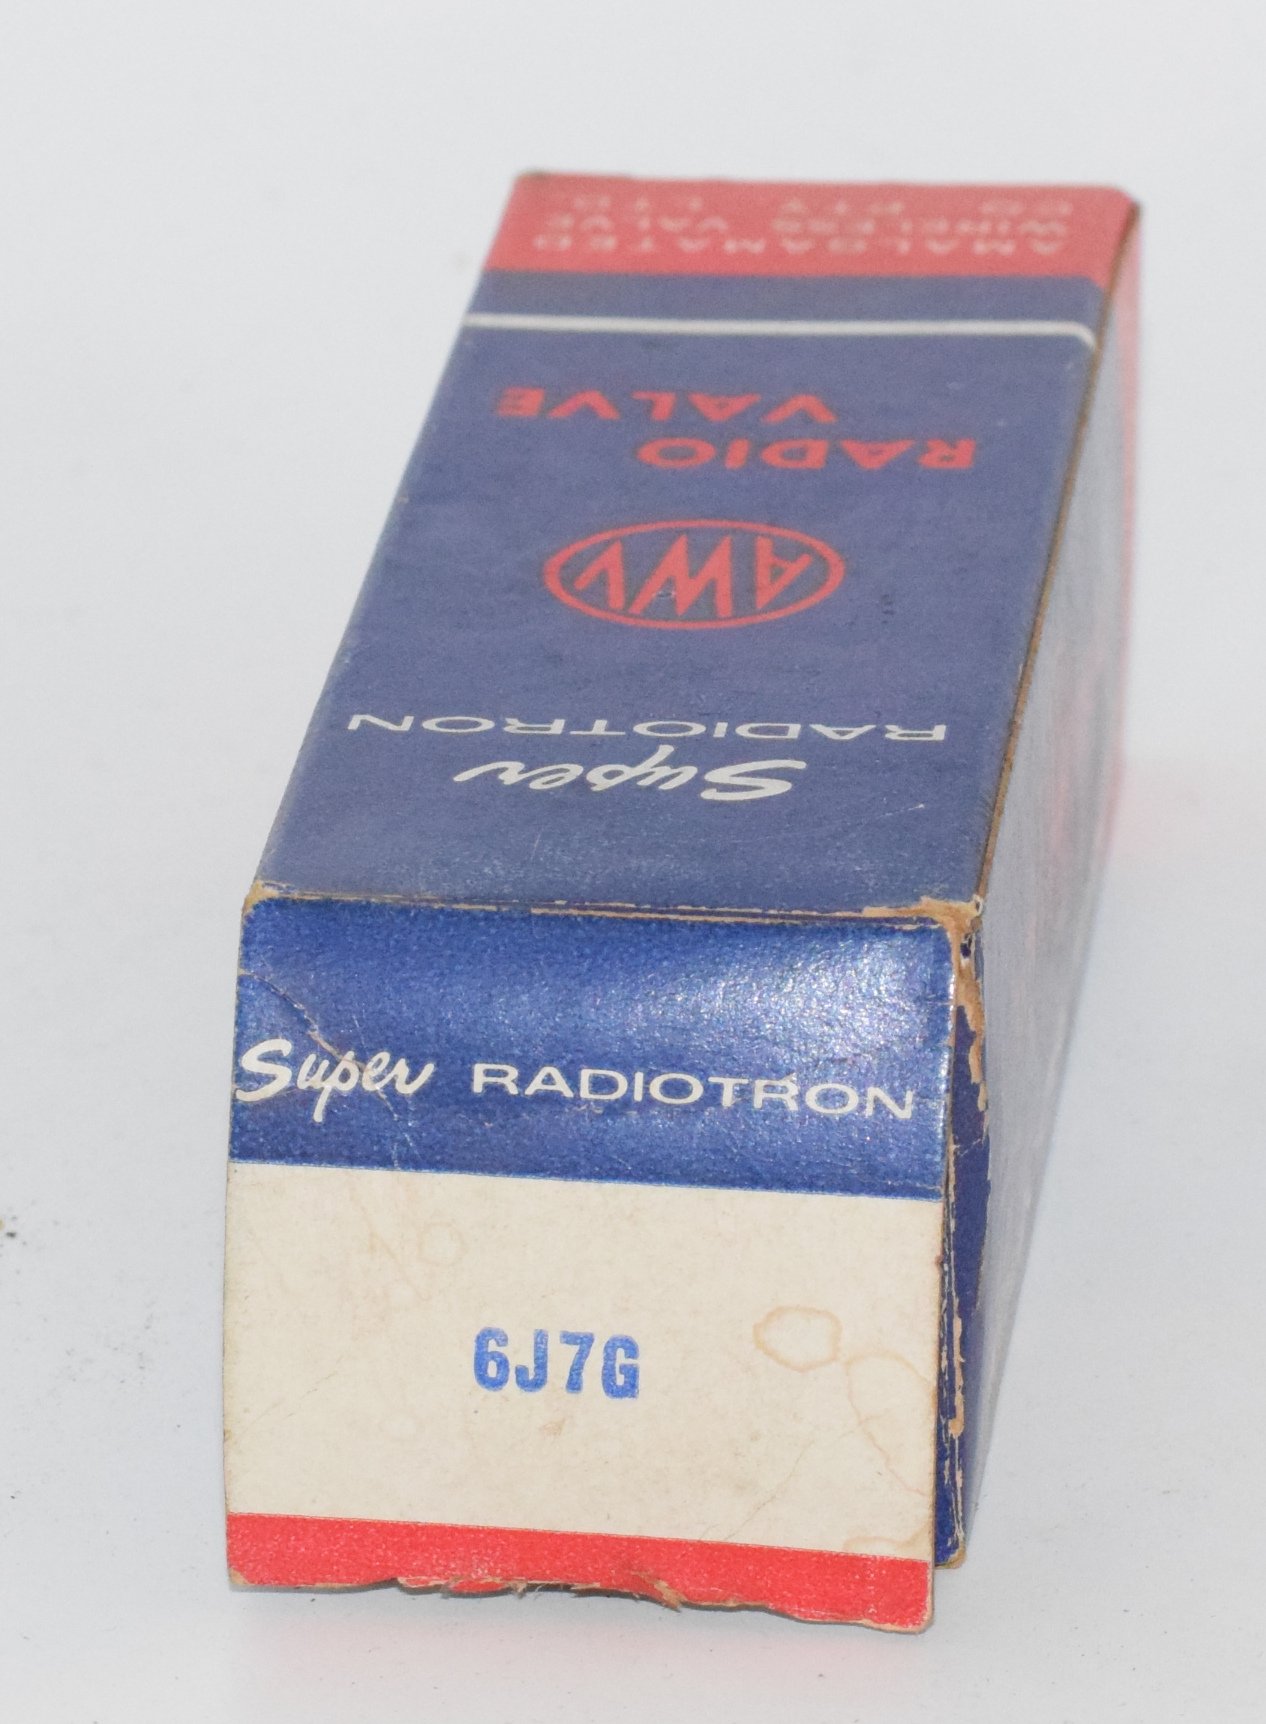 Super RADIOTRON
6J7G
Super
RADIOTRON
AWV
RADIO
VALVE
AMALGAMATED
WIRELESS VALVE
CO PTY LTD